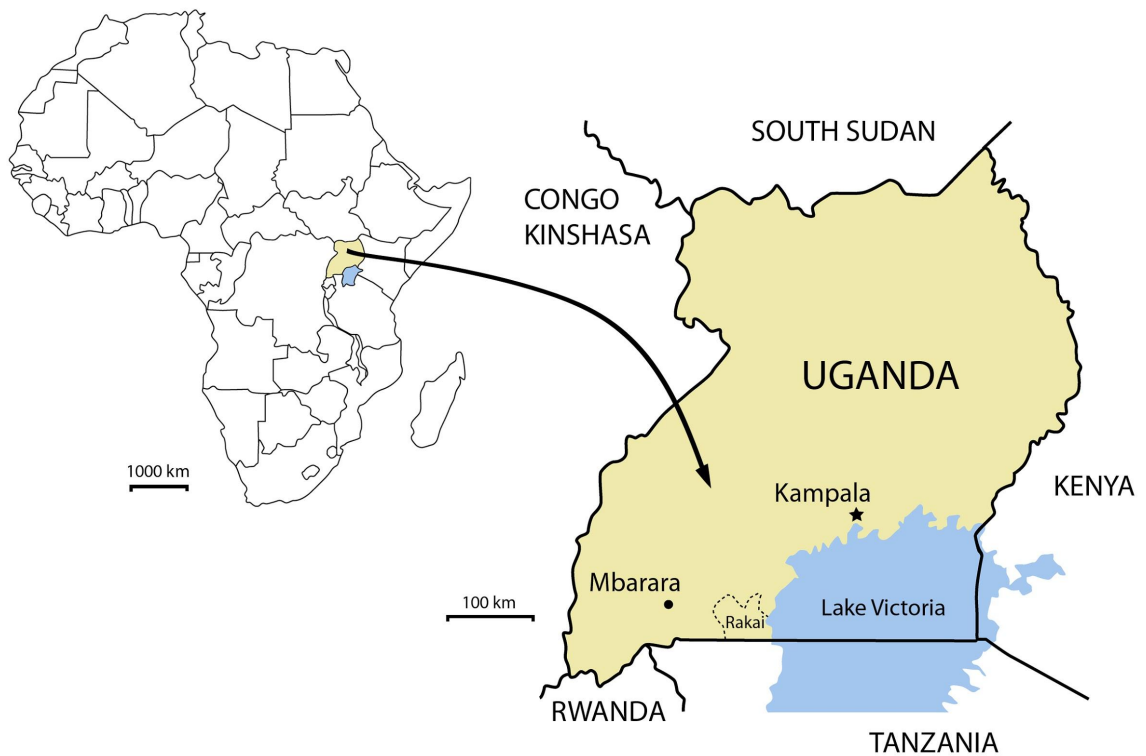 SOUTH SUDAN
CONGO
KINSHASA
UGANDA
1000 km
KENYA
Kampala
Mbarara
100 km
Lake Victoria
Rakai
RWANDA
TANZANIA